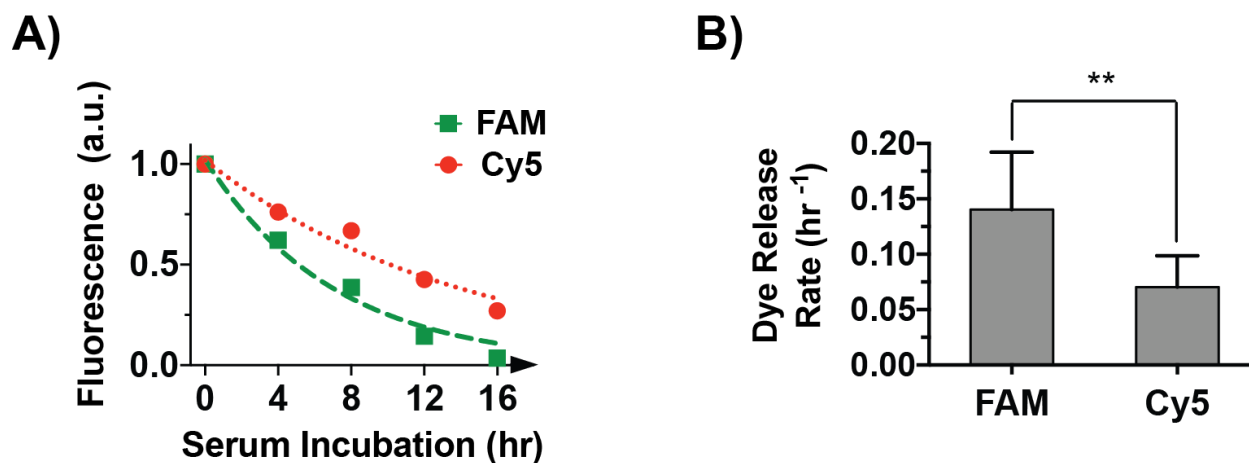 A)
FAM
Cy5
Fluorescence (a.u.)
1.0
0.5
0.0
0 4 8 12 16
Serum Incubation (hr)
B)
**
Dye Release
Rate (hr -1)
0.20
0.15
0.10
0.05
0.00
FAM Cy5